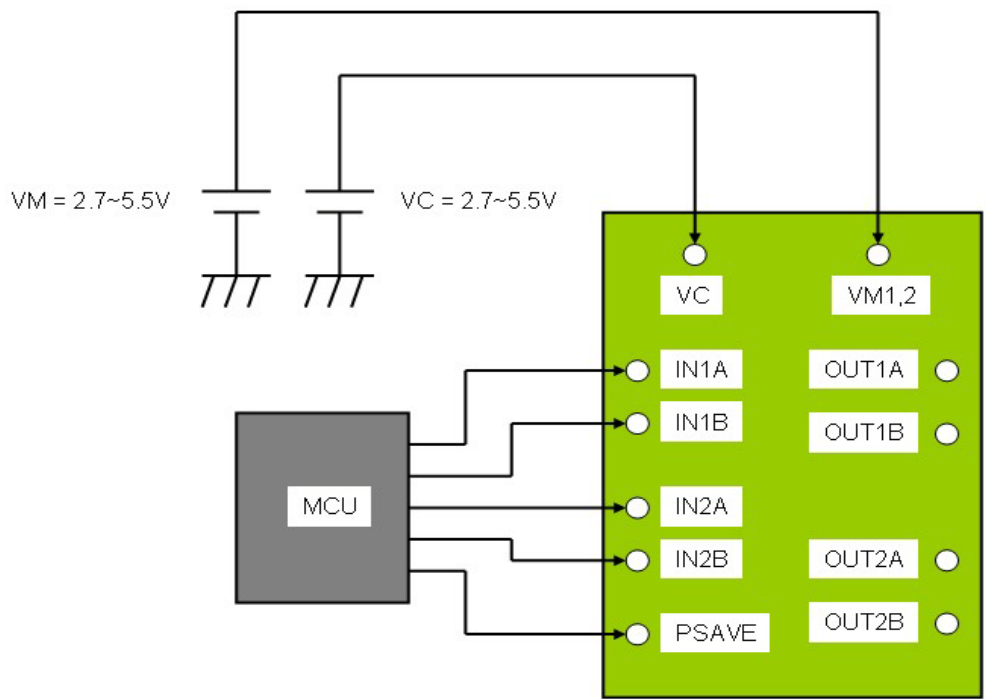 VM = 2.7~5.5V
VC = 2.7~5.5V
VC
VM1,2
IN1A
OUT1A
IN1B
OUT1B
MCU
IN2A
IN2B
OUT2A
PSAVE
OUT2B